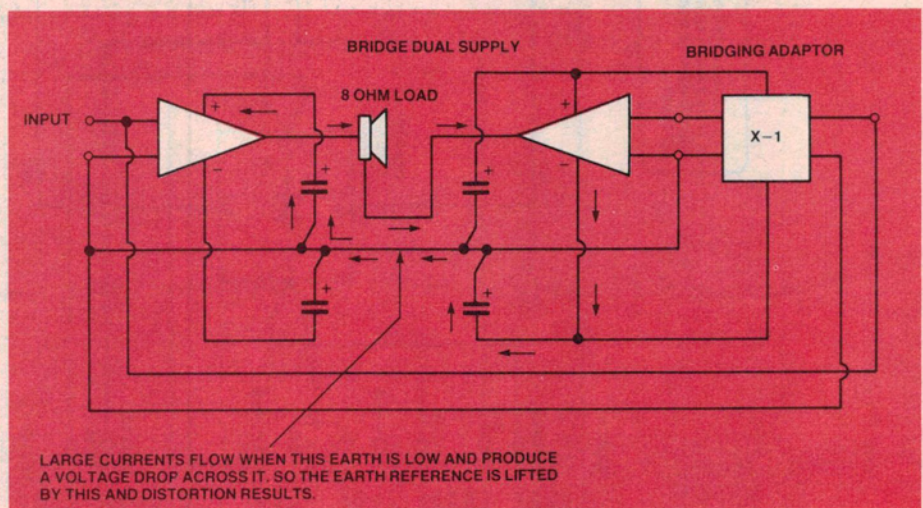 BRIDGE DUAL SUPPLY
BRIDGING ADAPTOR
8 OHM LOAD
INPUT
+
-
+
+
+
-
+
X-1
LARGE CURRENTS FLOW WHEN THIS EARTH IS LOW AND PRODUCE
A VOLTAGE DROP ACROSS IT. SO THE EARTH REFERENCE IS LIFTED
BY THIS AND DISTORTION RESULTS.